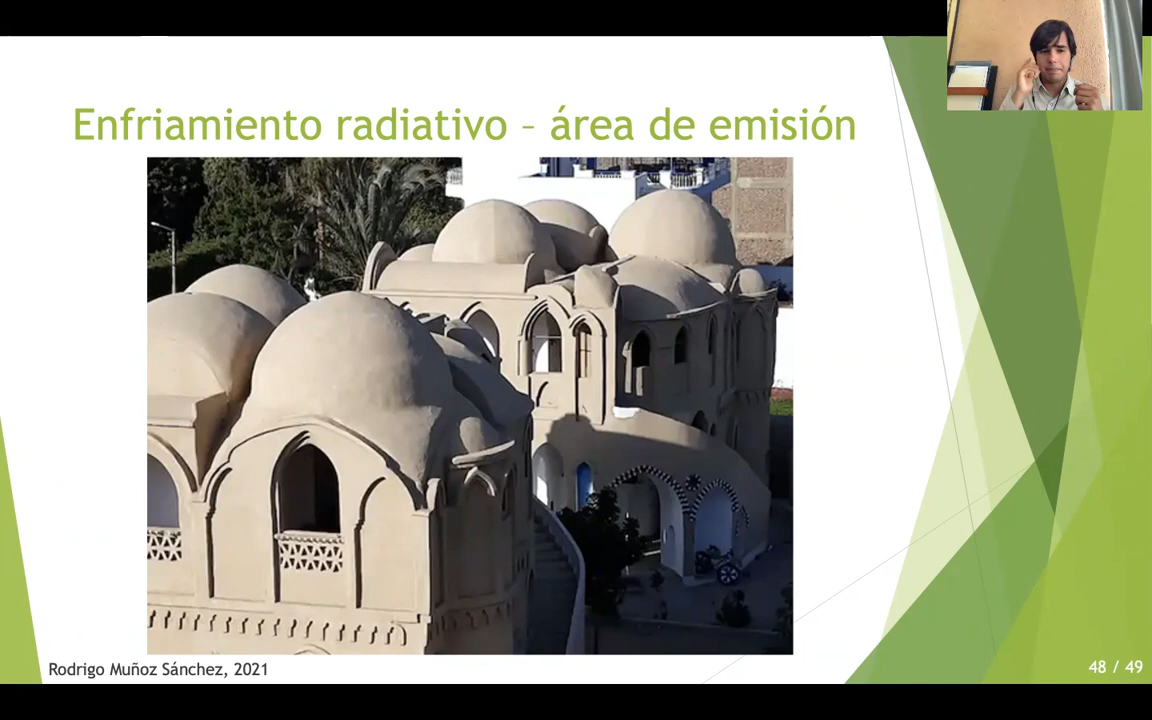 Enfriamiento radiativo – área de emisión
Rodrigo Muñoz Sánchez, 2021
48 / 49